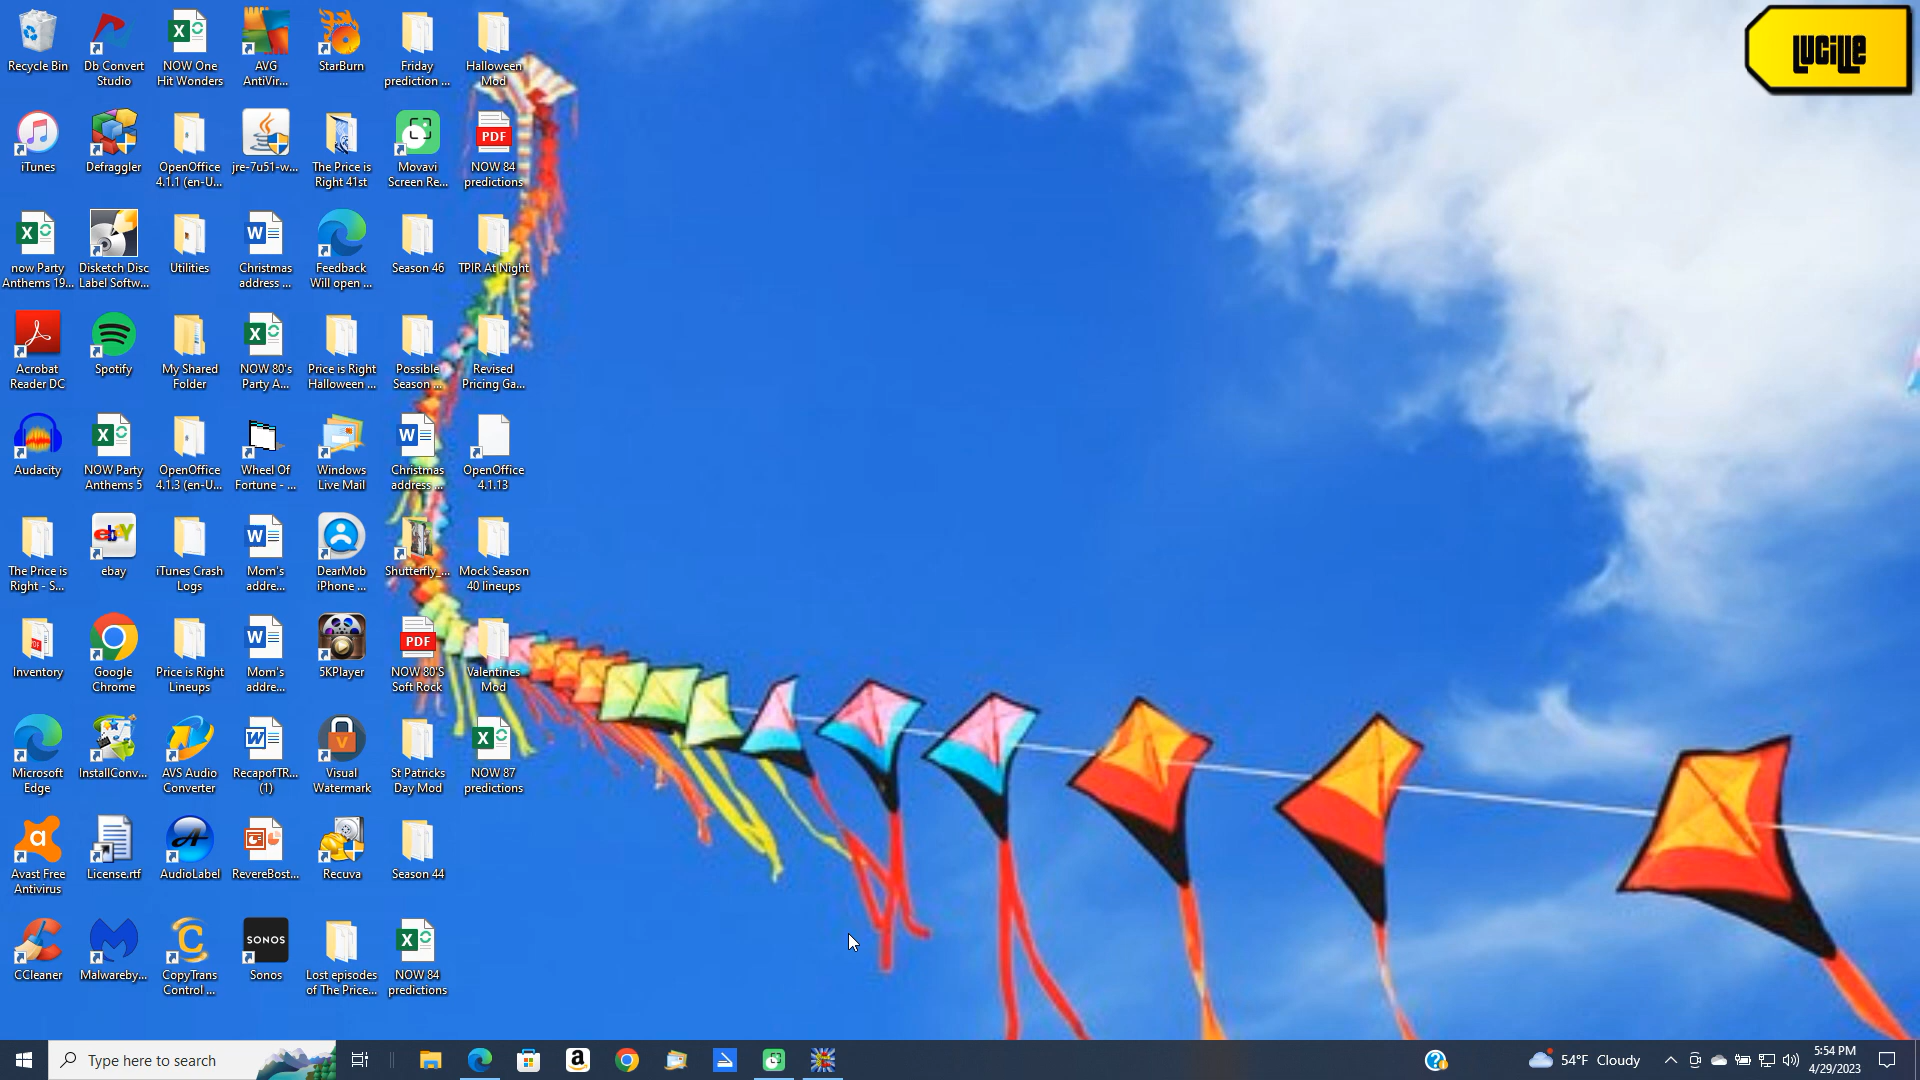 LUCILLE
Recycle Bin
Db Convert
Studio
NOW One
Hit Wonders
AVG
AntiVir...
StarBurn
Friday
prediction ...
Halloween
Mod
iTunes
Defraggler
OpenOffice
4.1.1 (en-U...
jre-7u51-w...
The Price is
Right 41st
Movavi
Screen Re...
PDF
NOW 84
predictions
now Party
Anthems 19...
Disketch Disc
Label Softw...
Utilities
Christmas
address ...
Feedback
Will open ...
Season 46
TPIR At Night
Acrobat
Reader DC
Spotify
My Shared
Folder
NOW 80's
Party A...
Price is Right
Halloween ...
Possible
Season ...
Revised
Pricing Ga...
Audacity
NOW Party
Anthems 5
OpenOffice
4.1.3 (en-U...
Wheel Of
Fortune - ...
Windows
Live Mail
Christmas
address ...
OpenOffice
4.1.13
The Price is
Right - S...
ebay
ebay
iTunes Crash
Logs
Mom's
addre...
DearMob
iPhone ...
Shutterfly_...
Mock Season
40 lineups
Inventory
Google
Chrome
Price is Right
Lineups
Mom's
addre...
5KPlayer
PDF
NOW 80'S
Soft Rock
Valentines
Mod
Microsoft
Edge
InstallConv...
AVS Audio
Converter
RecapofTR...
(1)
Visual
Watermark
St Patricks
Day Mod
NOW 87
predictions
Avast Free
Antivirus
License.rtf
AudioLabel
RevereBost...
Recuva
Season 44
CCleaner
Malwareby...
CopyTrans
Control ...
SONOS
Sonos
Lost episodes
of The Price...
NOW 84
predictions
Type here to search
54°F Cloudy
5:54 PM
4/29/2023